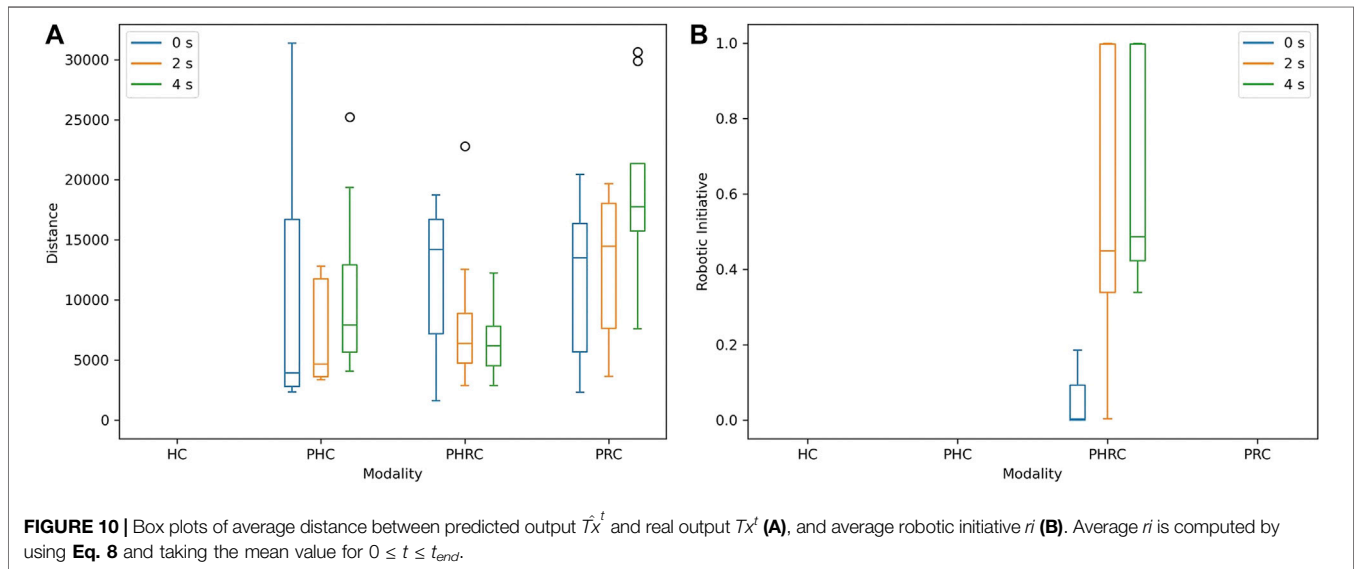 A
0 s
2 s
4 s
30000
25000
20000
15000
10000
5000
0
Distance
HC PHC PHRC PRC
Modality
B
0 s
2 s
4 s
1.0
0.8
0.6
0.4
0.2
0.0
Robotic Initiative
HC PHC PHRC PRC
Modality
FIGURE 10 | Box plots of average distance between predicted output T̂x^t and real output Tx^t (A), and average robotic initiative ri (B). Average ri is computed by
using Eq. 8 and taking the mean value for 0 ≤ t ≤ t_end.